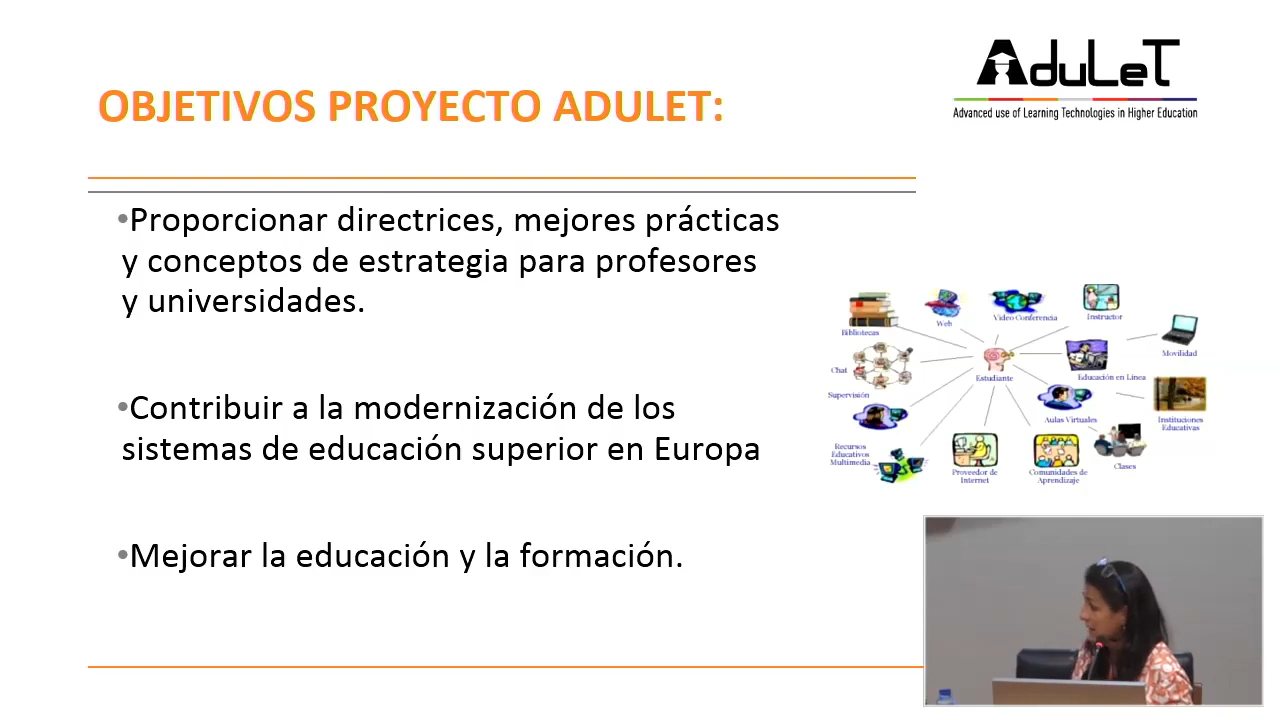 AduLeT
Advanced use of Learning Technologies in Higher Education
OBJETIVOS PROYECTO ADULET:
•Proporcionar directrices, mejores prácticas
y conceptos de estrategia para profesores
y universidades.
•Contribuir a la modernización de los
sistemas de educación superior en Europa
•Mejorar la educación y la formación.
Bibliotecas
Web
Video Conferencia
Instructor
Movilidad
Chat
Estudiante
Educación en Línea
Supervisión
Aulas Virtuales
Instituciones
Educativas
Recursos
Educativos
Multimedia
Proveedor de
Internet
Comunidades de
Aprendizaje
Clases